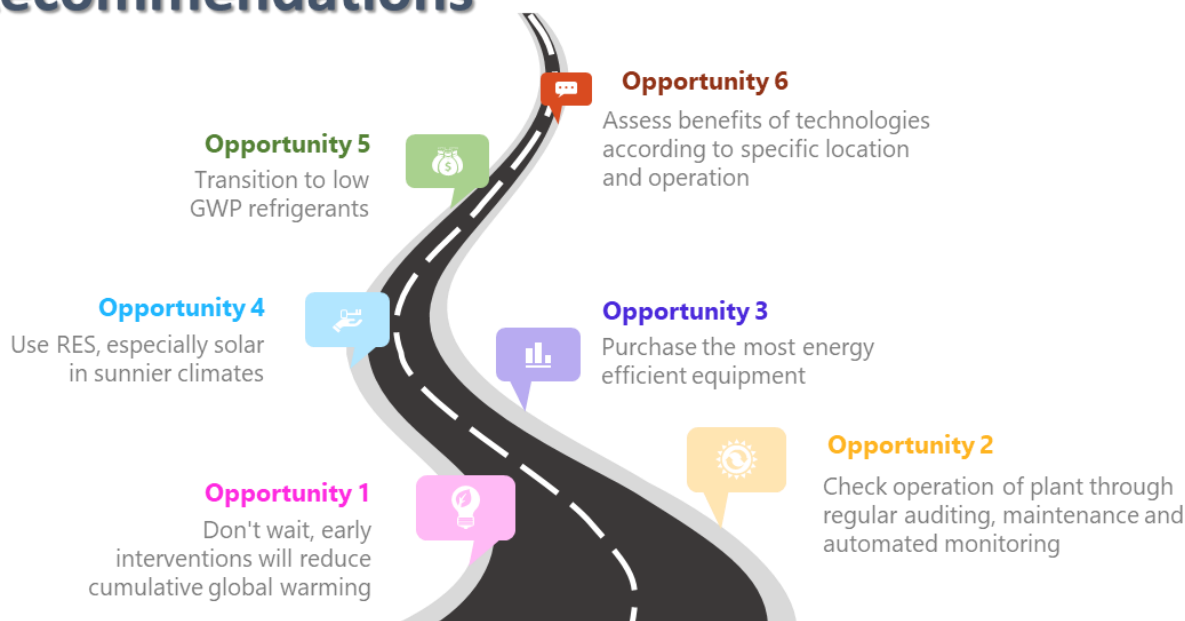 Opportunity 6
Assess benefits of technologies
according to specific location
and operation
Opportunity 5
Transition to low
GWP refrigerants
Opportunity 4
Use RES, especially solar
in sunnier climates
Opportunity 3
Purchase the most energy
efficient equipment
Opportunity 2
Check operation of plant through
regular auditing, maintenance and
automated monitoring
Opportunity 1
Don't wait, early
interventions will reduce
cumulative global warming